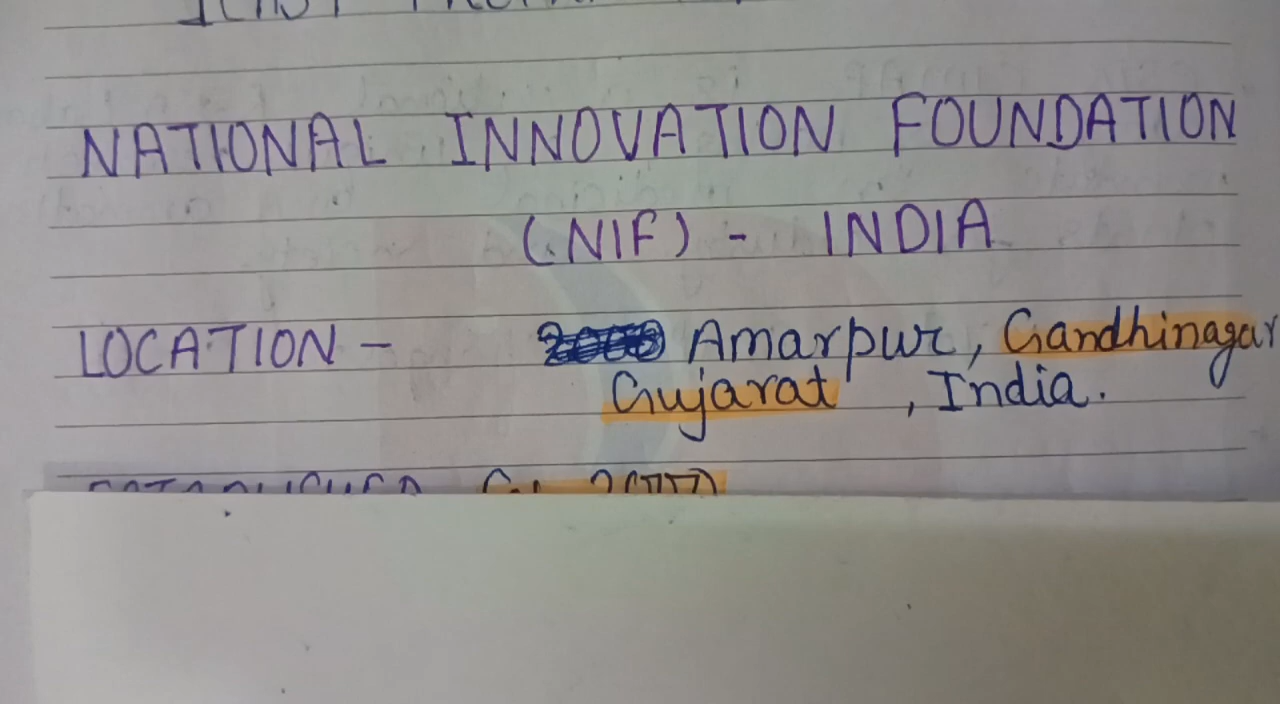 NATIONAL INNOVATION FOUNDATION
(NIF) - INDIA
LOCATION - Amarpur, Gandhinagar
Gujarat , India.